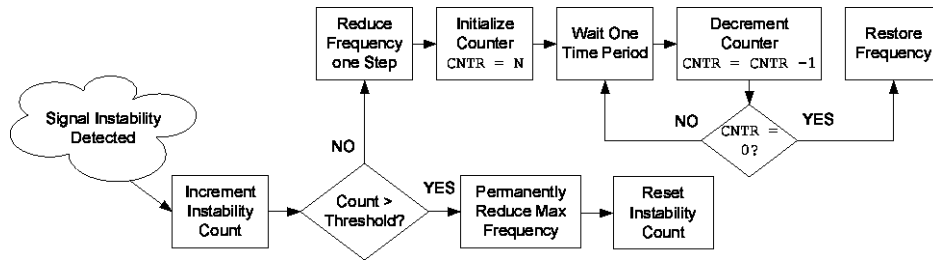 Reduce
Frequency
one Step
Initialize
Counter
CNTR = N
Wait One
Time Period
Decrement
Counter
CNTR = CNTR -1
Restore
Frequency
Signal Instability
Detected
NO
CNTR =
0?
YES
NO
Increment
Instability
Count
Count >
Threshold?
YES
Permanently
Reduce Max
Frequency
Reset
Instability
Count